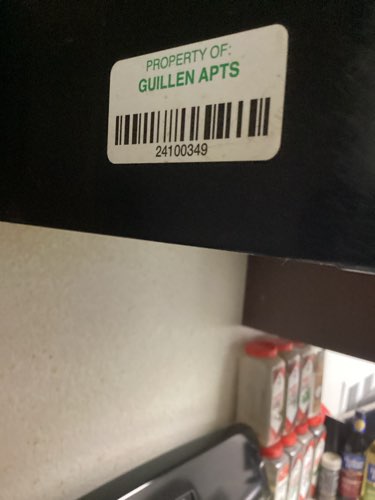 PROPERTY OF:
GUILLEN APTS
24100349